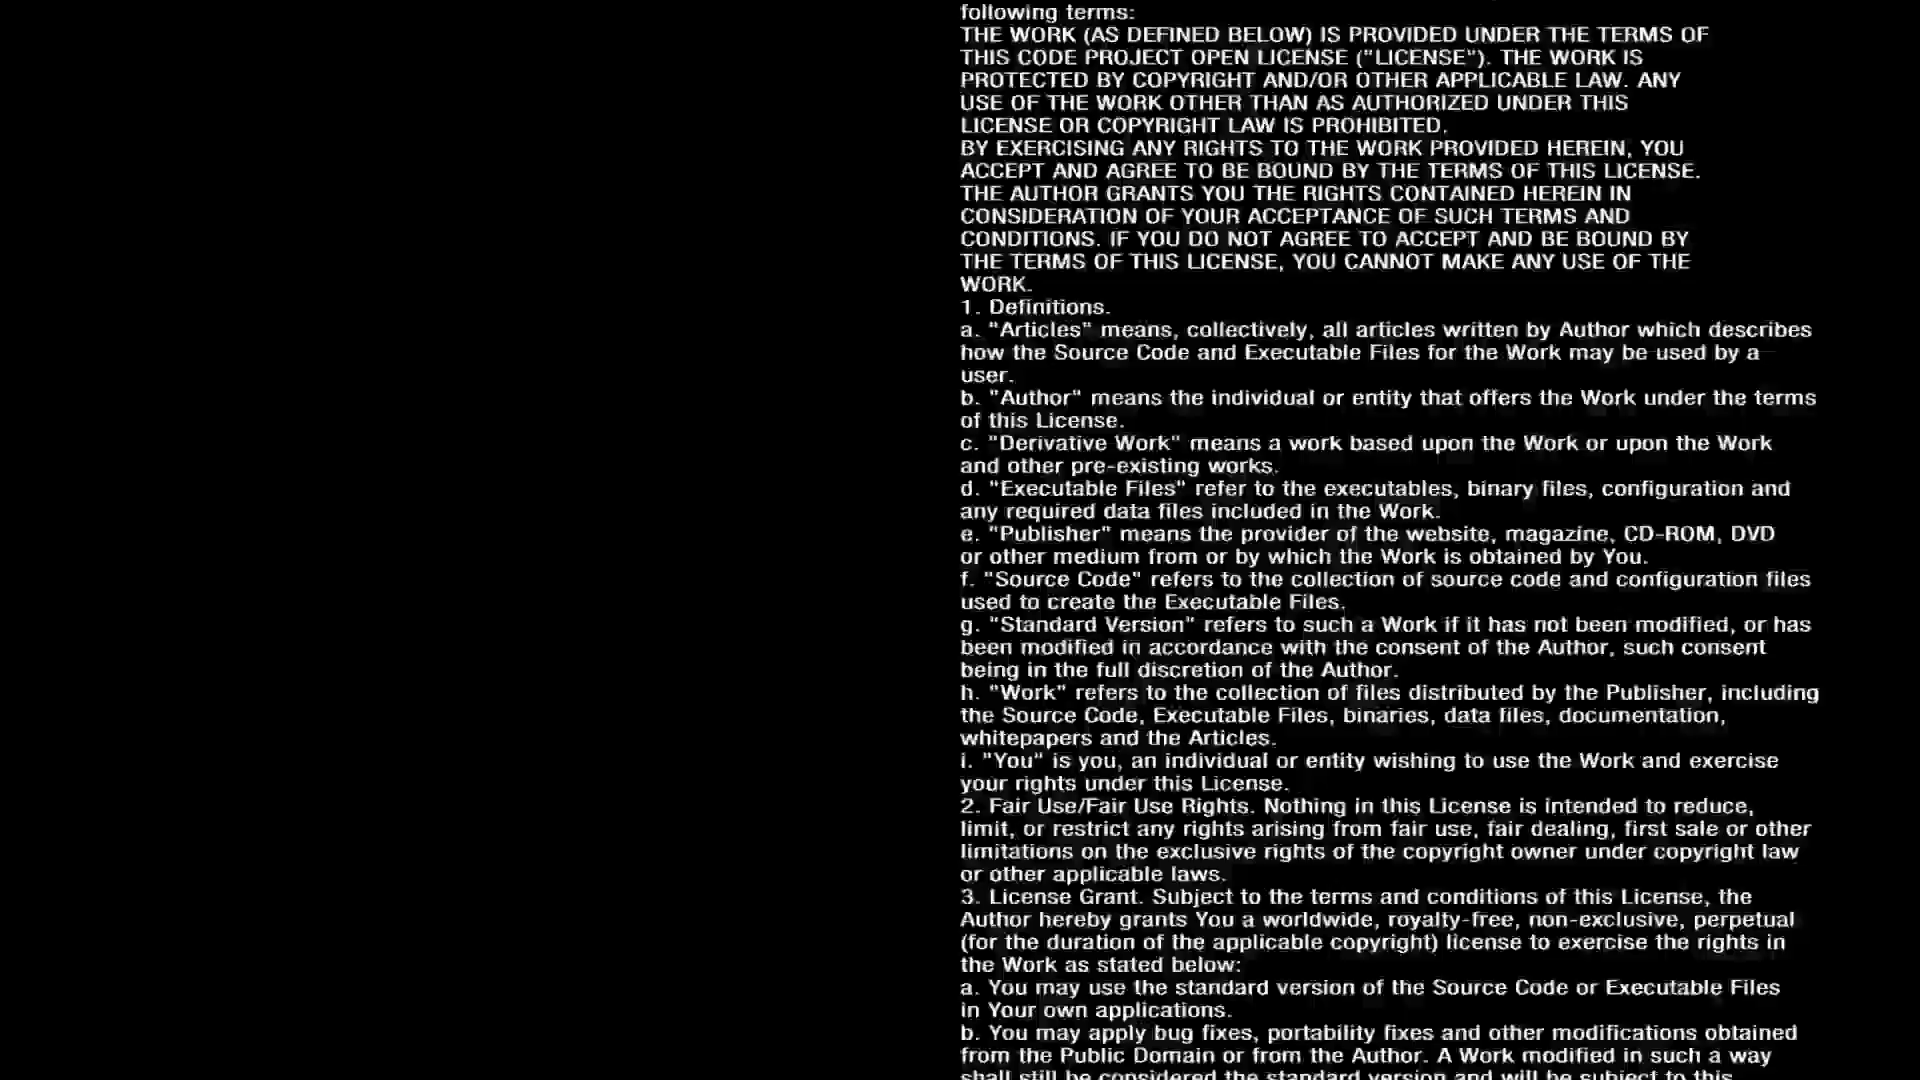 following terms:
THE WORK (AS DEFINED BELOW) IS PROVIDED UNDER THE TERMS OF
THIS CODE PROJECT OPEN LICENSE ("LICENSE"). THE WORK IS
PROTECTED BY COPYRIGHT AND/OR OTHER APPLICABLE LAW. ANY
USE OF THE WORK OTHER THAN AS AUTHORIZED UNDER THIS
LICENSE OR COPYRIGHT LAW IS PROHIBITED.
BY EXERCISING ANY RIGHTS TO THE WORK PROVIDED HEREIN, YOU
ACCEPT AND AGREE TO BE BOUND BY THE TERMS OF THIS LICENSE.
THE AUTHOR GRANTS YOU THE RIGHTS CONTAINED HEREIN IN
CONSIDERATION OF YOUR ACCEPTANCE OF SUCH TERMS AND
CONDITIONS. IF YOU DO NOT AGREE TO ACCEPT AND BE BOUND BY
THE TERMS OF THIS LICENSE, YOU CANNOT MAKE ANY USE OF THE
WORK.
1. Definitions.
a. "Articles" means, collectively, all articles written by Author which describes
how the Source Code and Executable Files for the Work may be used by a
user.
b. "Author" means the individual or entity that offers the Work under the terms
of this License.
c. "Derivative Work" means a work based upon the Work or upon the Work
and other pre-existing works.
d. "Executable Files" refer to the executables, binary files, configuration and
any required data files included in the Work.
e. "Publisher" means the provider of the website, magazine, CD-ROM, DVD
or other medium from or by which the Work is obtained by You.
f. "Source Code" refers to the collection of source code and configuration files
used to create the Executable Files.
g. "Standard Version" refers to such a Work if it has not been modified, or has
been modified in accordance with the consent of the Author, such consent
being in the full discretion of the Author.
h. "Work" refers to the collection of files distributed by the Publisher, including
the Source Code, Executable Files, binaries, data files, documentation,
whitepapers and the Articles.
i. "You" is you, an individual or entity wishing to use the Work and exercise
your rights under this License.
2. Fair Use/Fair Use Rights. Nothing in this License is intended to reduce,
limit, or restrict any rights arising from fair use, fair dealing, first sale or other
limitations on the exclusive rights of the copyright owner under copyright law
or other applicable laws.
3. License Grant. Subject to the terms and conditions of this License, the
Author hereby grants You a worldwide, royalty-free, non-exclusive, perpetual
(for the duration of the applicable copyright) license to exercise the rights in
the Work as stated below:
a. You may use the standard version of the Source Code or Executable Files
in Your own applications.
b. You may apply bug fixes, portability fixes and other modifications obtained
from the Public Domain or from the Author. A Work modified in such a way
shall still be considered the standard version and will be subject to this